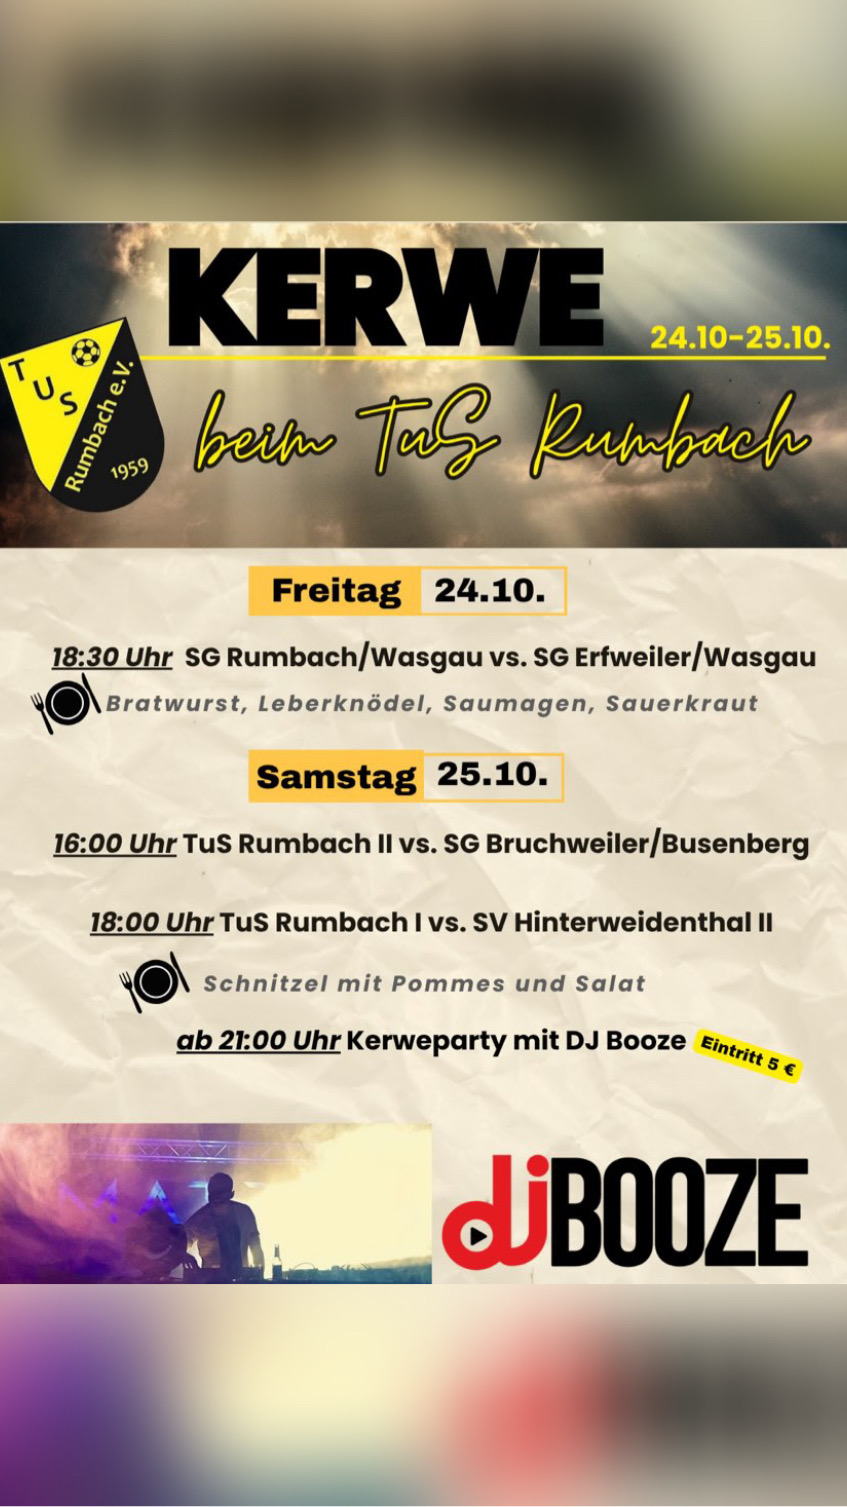 KERWE
24.10-25.10.
TUS
Rumbach e.V.
1959
beim TuS Rumbach
Freitag 24.10.
18:30 Uhr SG Rumbach/Wasgau vs. SG Erfweiler/Wasgau
Bratwurst, Leberknödel, Saumagen, Sauerkraut
Samstag 25.10.
16:00 Uhr TuS Rumbach II vs. SG Bruchweiler/Busenberg
18:00 Uhr TuS Rumbach I vs. SV Hinterweidenthal II
Schnitzel mit Pommes und Salat
ab 21:00 Uhr Kerweparty mit DJ Booze Eintritt 5 €
dj BOOZE